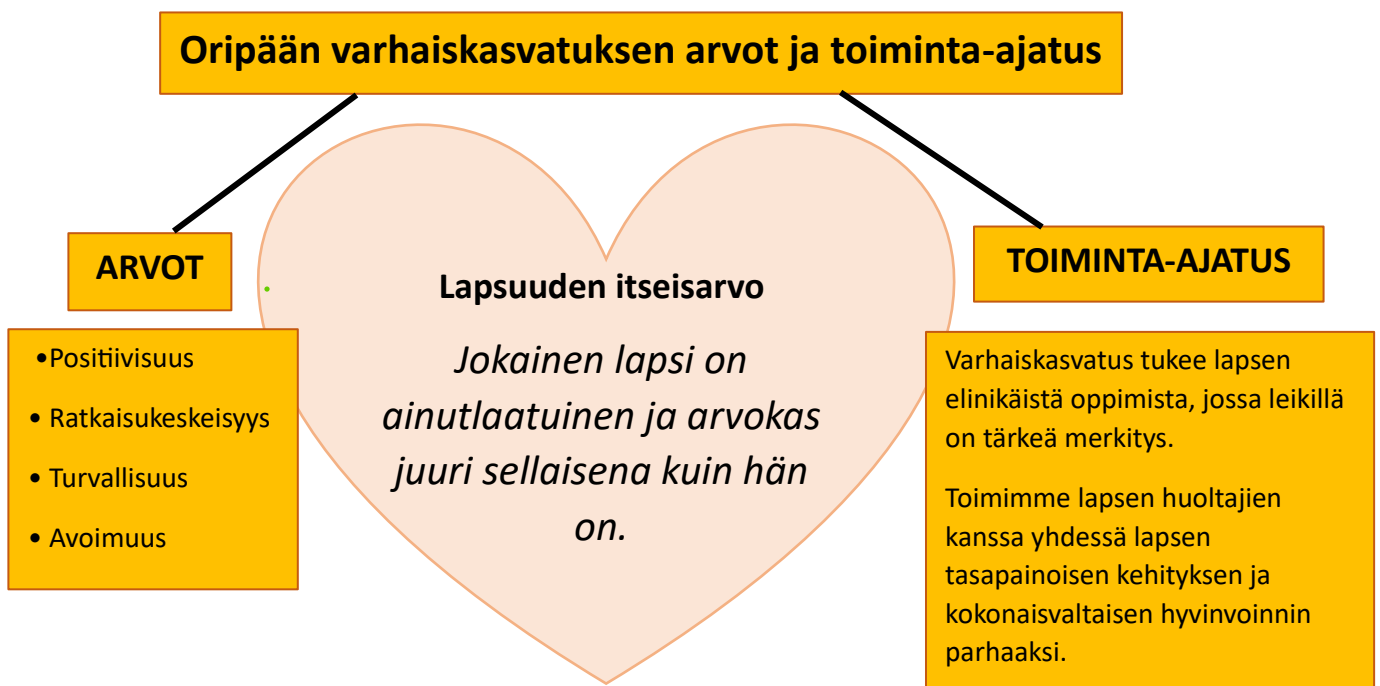 Oripään varhaiskasvatuksen arvot ja toiminta-ajatus
ARVOT
•Positiivisuus
• Ratkaisukeskeisyys
• Turvallisuus
• Avoimuus
Lapsuuden itseisarvo
Jokainen lapsi on
ainutlaatuinen ja arvokas
juuri sellaisena kuin hän
on.
TOIMINTA-AJATUS
Varhaiskasvatus tukee lapsen
elinikäistä oppimista, jossa leikillä
on tärkeä merkitys.
Toimimme lapsen huoltajien
kanssa yhdessä lapsen
tasapainoisen kehityksen ja
kokonaisvaltaisen hyvinvoinnin
parhaaksi.